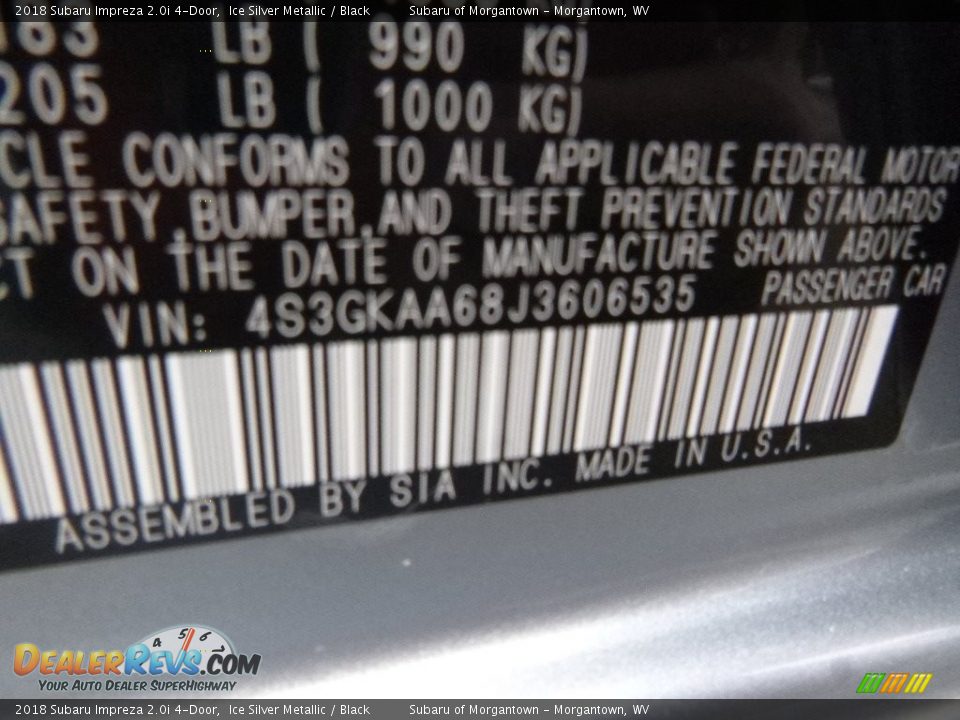 2018 Subaru Impreza 2.0i 4-Door, Ice Silver Metallic / Black Subaru of Morgantown - Morgantown, WV
LB ( 990 KG)
205 LB ( 1000 KG)
CLE CONFORMS TO ALL APPLICABLE FEDERAL MOTOR
SAFETY, BUMPER, AND THEFT PREVENTION STANDARDS
CT ON THE DATE OF MANUFACTURE SHOWN ABOVE.
VIN: 4S3GKAA68J3606535 PASSENGER CAR
ASSEMBLED BY SIA INC. MADE IN U.S.A.
4 5 6
DEALERREVS.COM
YOUR AUTO DEALER SUPERHIGHWAY
2018 Subaru Impreza 2.0i 4-Door, Ice Silver Metallic / Black Subaru of Morgantown - Morgantown, WV